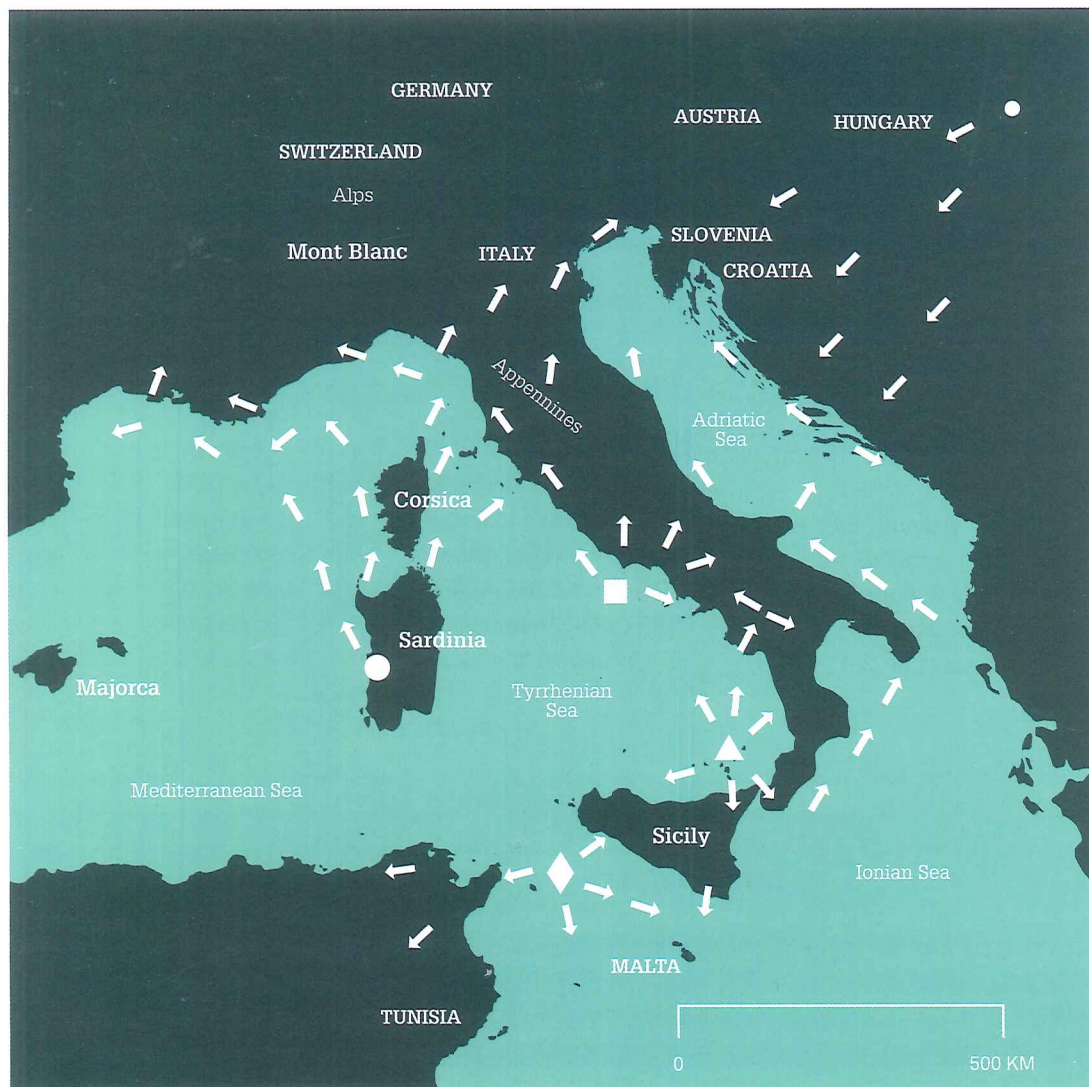 GERMANY
AUSTRIA
HUNGARY
SWITZERLAND
Alps
Mont Blanc
ITALY
SLOVENIA
CROATIA
Appennines
Adriatic
Sea
Corsica
Sardinia
Majorca
Tyrrhenian
Sea
Mediterranean Sea
Sicily
Ionian Sea
MALTA
TUNISIA
0
500 KM